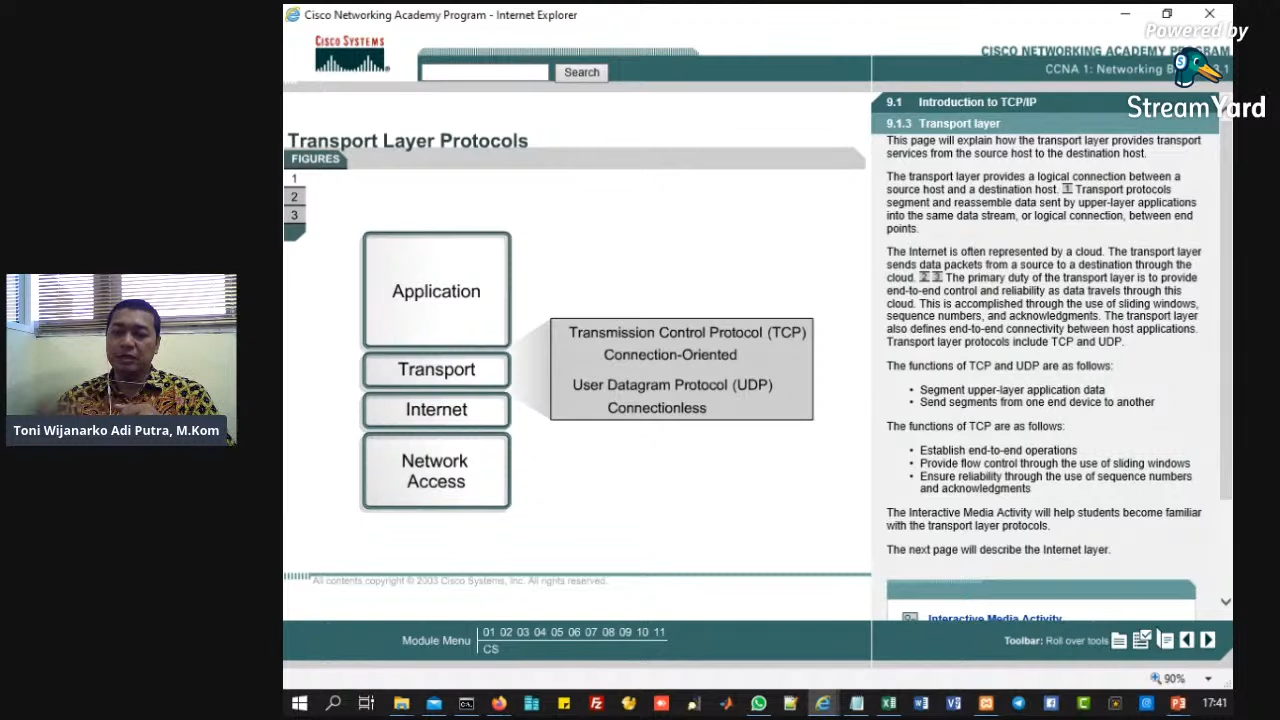 Cisco Networking Academy Program - Internet Explorer
Powered by
StreamYard
CISCO SYSTEMS
Search
CISCO NETWORKING ACADEMY PROGRAM
CCNA 1: Networking
3.1
9.1 Introduction to TCP/IP
9.1.3 Transport layer
Transport Layer Protocols
FIGURES
1
2
3
Application
Transport
Internet
Network
Access
Transmission Control Protocol (TCP)
Connection-Oriented
User Datagram Protocol (UDP)
Connectionless
This page will explain how the transport layer provides transport
services from the source host to the destination host.
The transport layer provides a logical connection between a
source host and a destination host. 1 Transport protocols
segment and reassemble data sent by upper-layer applications
into the same data stream, or logical connection, between end
points.
The Internet is often represented by a cloud. The transport layer
sends data packets from a source to a destination through the
cloud. 2 3 The primary duty of the transport layer is to provide
end-to-end control and reliability as data travels through this
cloud. This is accomplished through the use of sliding windows,
sequence numbers, and acknowledgments. The transport layer
also defines end-to-end connectivity between host applications.
Transport layer protocols include TCP and UDP.
The functions of TCP and UDP are as follows:
• Segment upper-layer application data
• Send segments from one end device to another
The functions of TCP are as follows:
• Establish end-to-end operations
• Provide flow control through the use of sliding windows
• Ensure reliability through the use of sequence numbers
and acknowledgments
The Interactive Media Activity will help students become familiar
with the transport layer protocols.
The next page will describe the Internet layer.
Interactive Media Activity
Toni Wijanarko Adi Putra, M.Kom
All contents copyright © 2003 Cisco Systems, Inc. All rights reserved.
Module Menu
01 02 03 04 05 06 07 08 09 10 11
CS
Toolbar: Roll over tools
90%
17:41